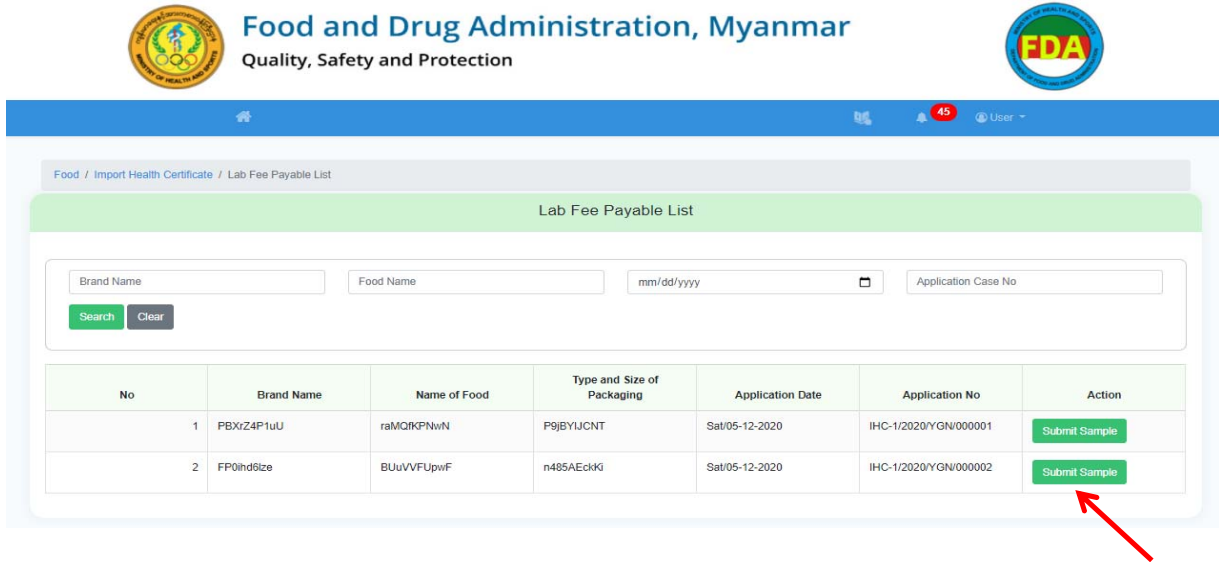 Food and Drug Administration, Myanmar
Quality, Safety and Protection
FDA
45
User
Food / Import Health Certificate / Lab Fee Payable List
Lab Fee Payable List
Brand Name
Food Name
mm/dd/yyyy
Application Case No
Search
Clear
No
Brand Name
Name of Food
Type and Size of
Packaging
Application Date
Application No
Action
1 PBXrZ4P1uU raMQfKPNwN P9jBYIJCNT Sat/05-12-2020 IHC-1/2020/YGN/000001 Submit Sample
2 FP0ihd6lze BUuVVFUpwF n485AEckKi Sat/05-12-2020 IHC-1/2020/YGN/000002 Submit Sample